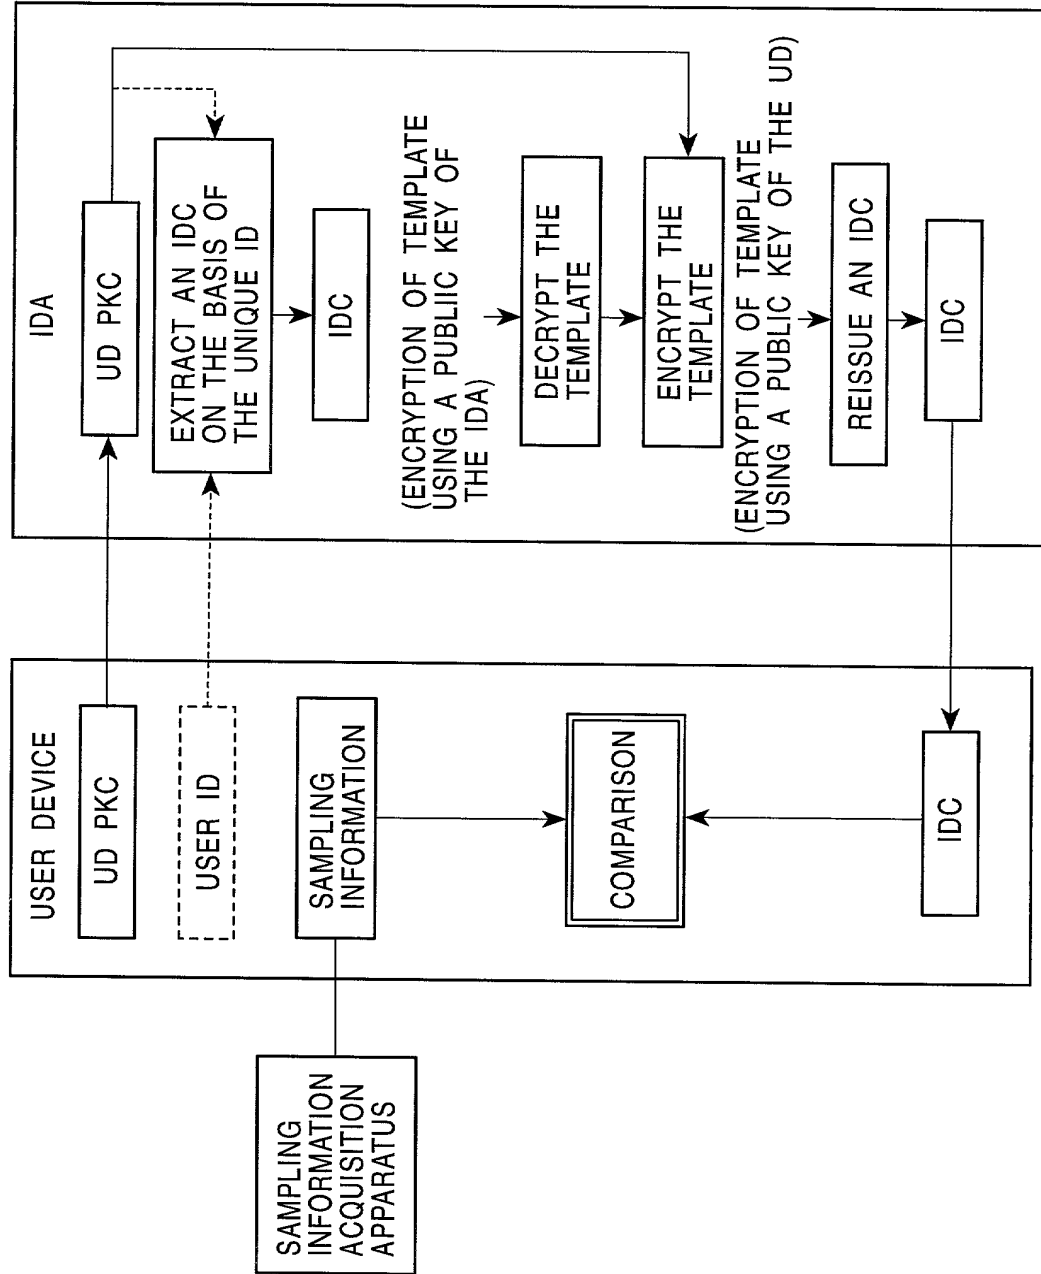 SAMPLING
INFORMATION
ACQUISITION
APPARATUS
USER DEVICE
UD PKC
USER ID
SAMPLING
INFORMATION
COMPARISON
IDC
IDA
UD PKC
EXTRACT AN IDC
ON THE BASIS OF
THE UNIQUE ID
IDC
(ENCRYPTION OF TEMPLATE
USING A PUBLIIC KEY OF
THE IDA)
DECRYPT THE
TEMPLATE
ENCRYPT THE
TEMPLATE
(ENCRYPTION OF TEMPLATE
USING A PUBLIC KEY OF THE UD)
REISSUE AN IDC
IDC